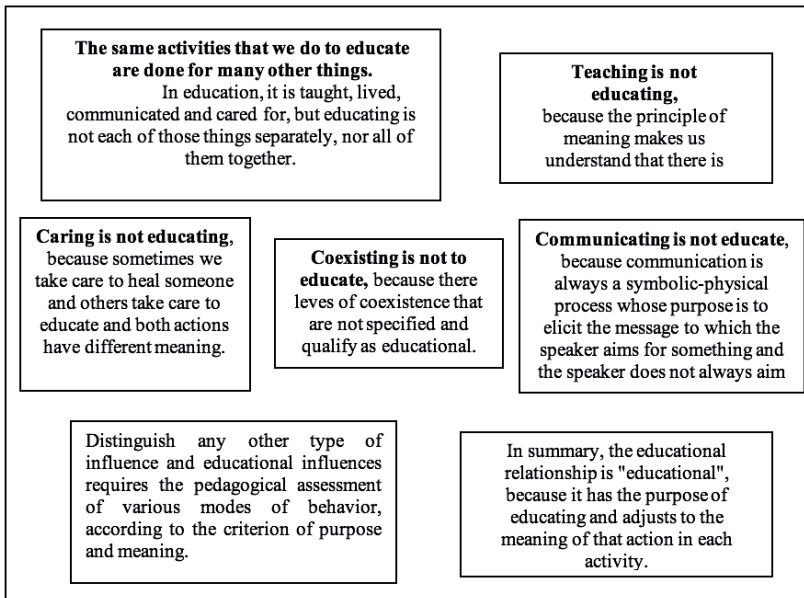 The same activities that we do to educate
are done for many other things.
In education, it is taught, lived,
communicated and cared for, but educating is
not each of those things separately, nor all of
them together.
Teaching is not
educating,
because the principle of
meaning makes us
understand that there is
Caring is not educating,
because sometimes we
take care to heal someone
and others take care to
educate and both actions
have different meaning.
Coexisting is not to
educate, because there
leves of coexistence that
are not specified and
qualify as educational.
Communicating is not educate,
because communication is
always a symbolic-physical
process whose purpose is to
elicit the message to which the
speaker aims for something and
the speaker does not always aim
Distinguish any other type of
influence and educational influences
requires the pedagogical assessment
of various modes of behavior,
according to the criterion of purpose
and meaning.
In summary, the educational
relationship is "educational",
because it has the purpose of
educating and adjusts to the
meaning of that action in each
activity.